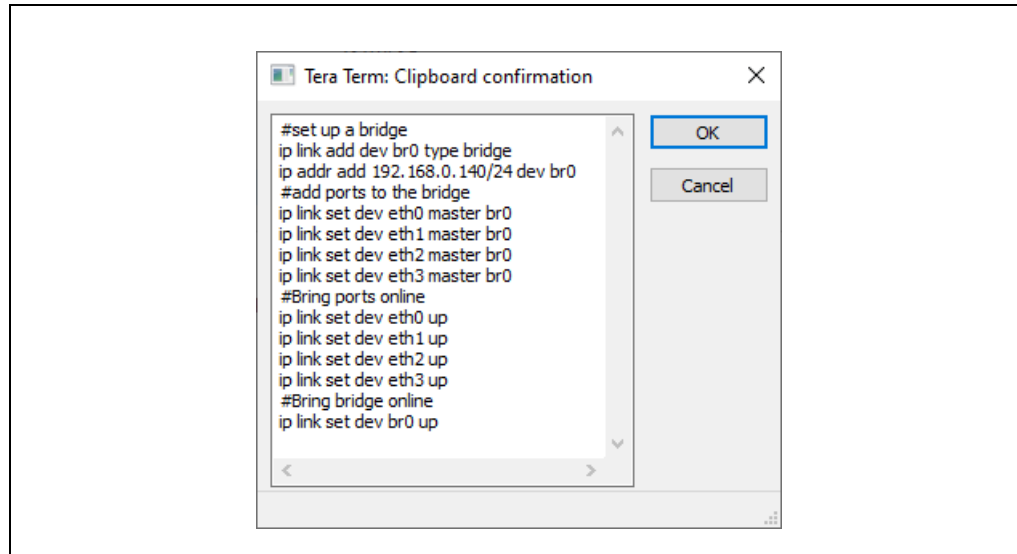 Tera Term: Clipboard confirmation
#set up a bridge
ip link add dev br0 type bridge
ip addr add 192.168.0.140/24 dev br0
#add ports to the bridge
ip link set dev eth0 master br0
ip link set dev eth1 master br0
ip link set dev eth2 master br0
ip link set dev eth3 master br0
#Bring ports online
ip link set dev eth0 up
ip link set dev eth1 up
ip link set dev eth2 up
ip link set dev eth3 up
#Bring bridge online
ip link set dev br0 up
OK
Cancel